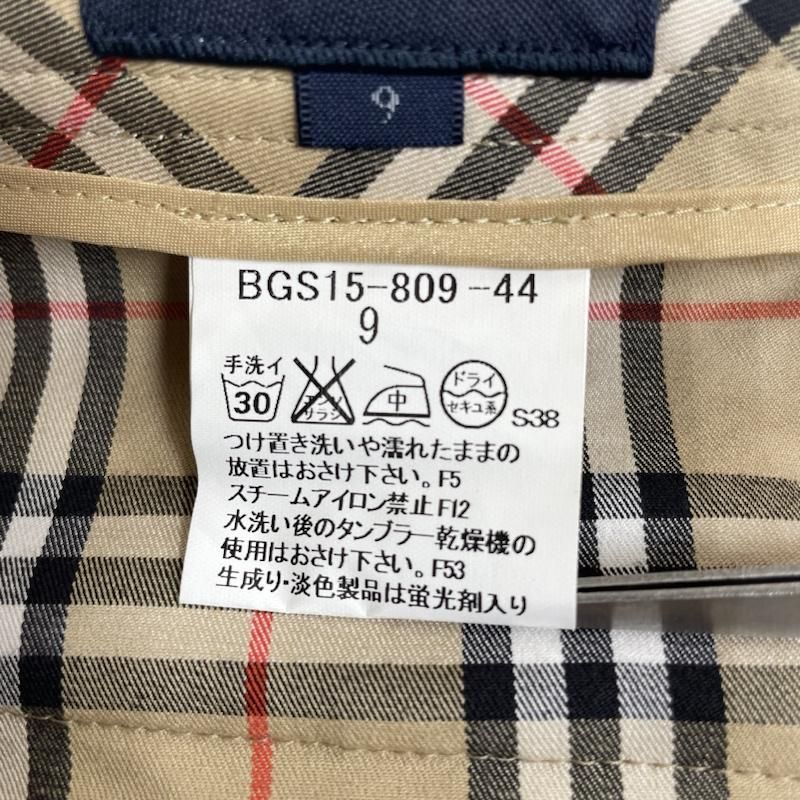 9
BGS15-809-44
9
手洗イ
30
エンソ
サラシ
中
ドライ
セキユ系
S38
つけ置き洗いや濡れたままの
放置はおさけ下さい。F5
スチームアイロン禁止F12
水洗い後のタンブラー乾燥機の
使用はおさけ下さい。F53
生成り・淡色製品は蛍光剤入り